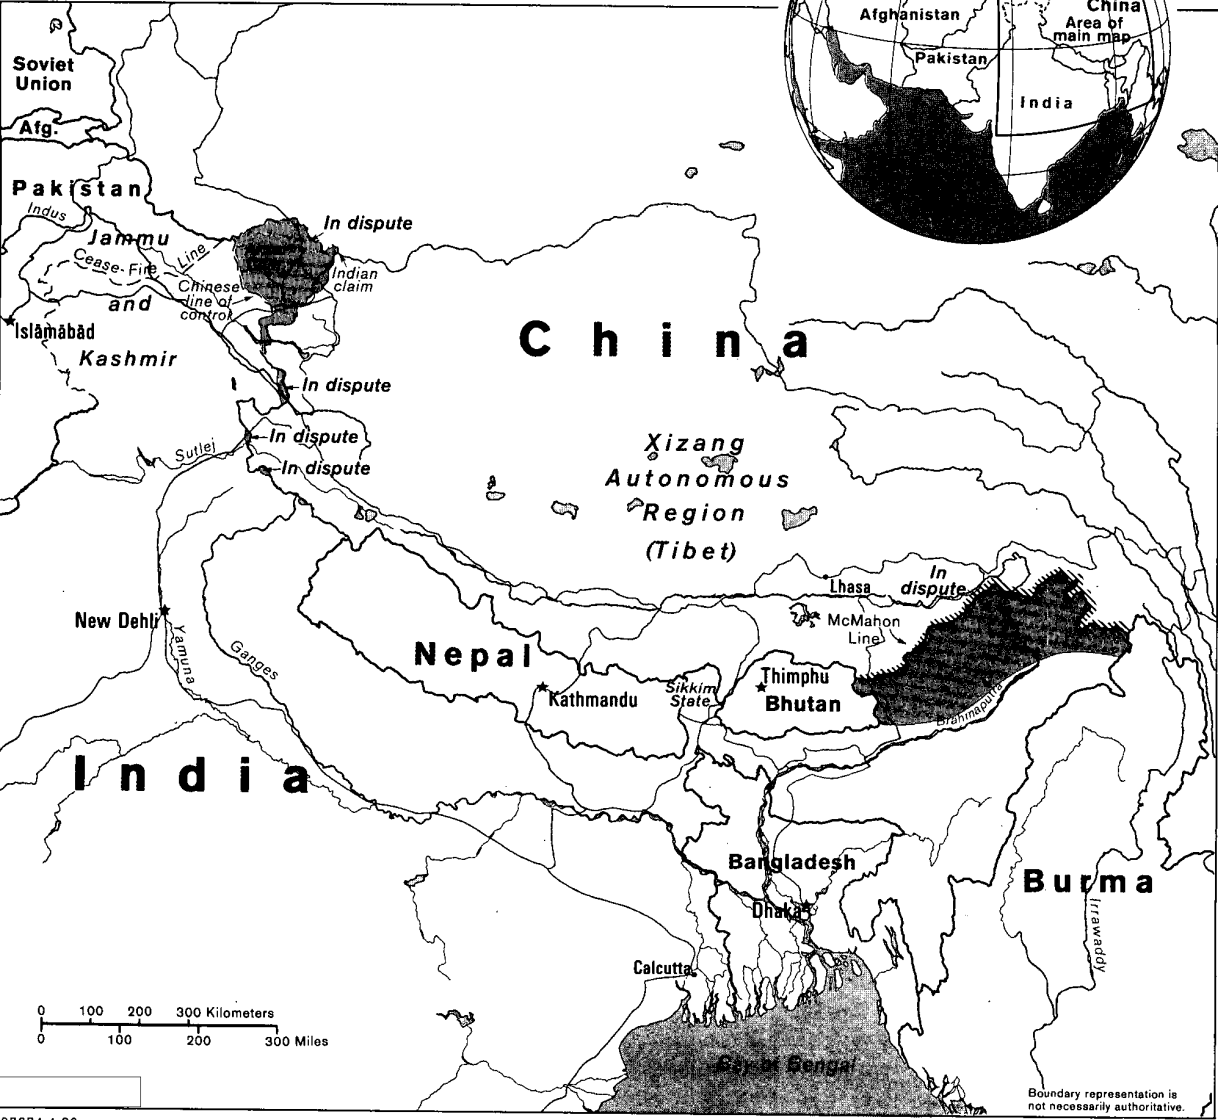 Afghanistan
China
Area of
main map
Pakistan
India
Soviet
Union
Afg.
Pakistan
Indus
Jammu
Cease-Fire Line
In dispute
Indian
claim
Chinese
line of
control
and
Islāmābād
Kashmir
China
In dispute
In dispute
In dispute
Sutlej
Xizang
Autonomous
Region
(Tibet)
Lhasa
In
dispute
McMahon
Line
New Dehli
Yamuna
Ganges
Nepal
Kathmandu
Sikkim
State
Thimphu
Bhutan
Brahmaputra
India
Bangladesh
Dhaka
Burma
Irrawaddy
Calcutta
Bay of Bengal
0 100 200 300 Kilometers
0 100 200 300 Miles
Boundary representation is
not necessarily authoritative.